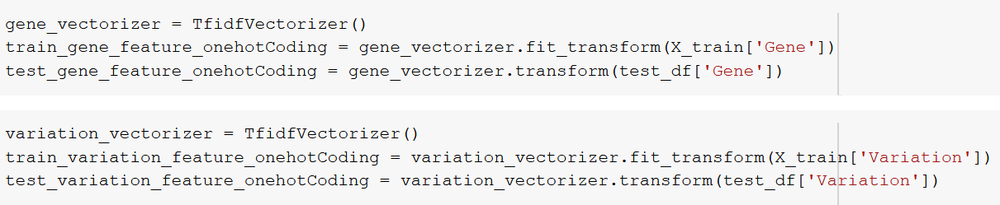 gene_vectorizer = TfidfVectorizer()
train_gene_feature_onehotCoding = gene_vectorizer.fit_transform(X_train['Gene'])
test_gene_feature_onehotCoding = gene_vectorizer.transform(test_df['Gene'])
variation_vectorizer = TfidfVectorizer()
train_variation_feature_onehotCoding = variation_vectorizer.fit_transform(X_train['Variation'])
test_variation_feature_onehotCoding = variation_vectorizer.transform(test_df['Variation'])